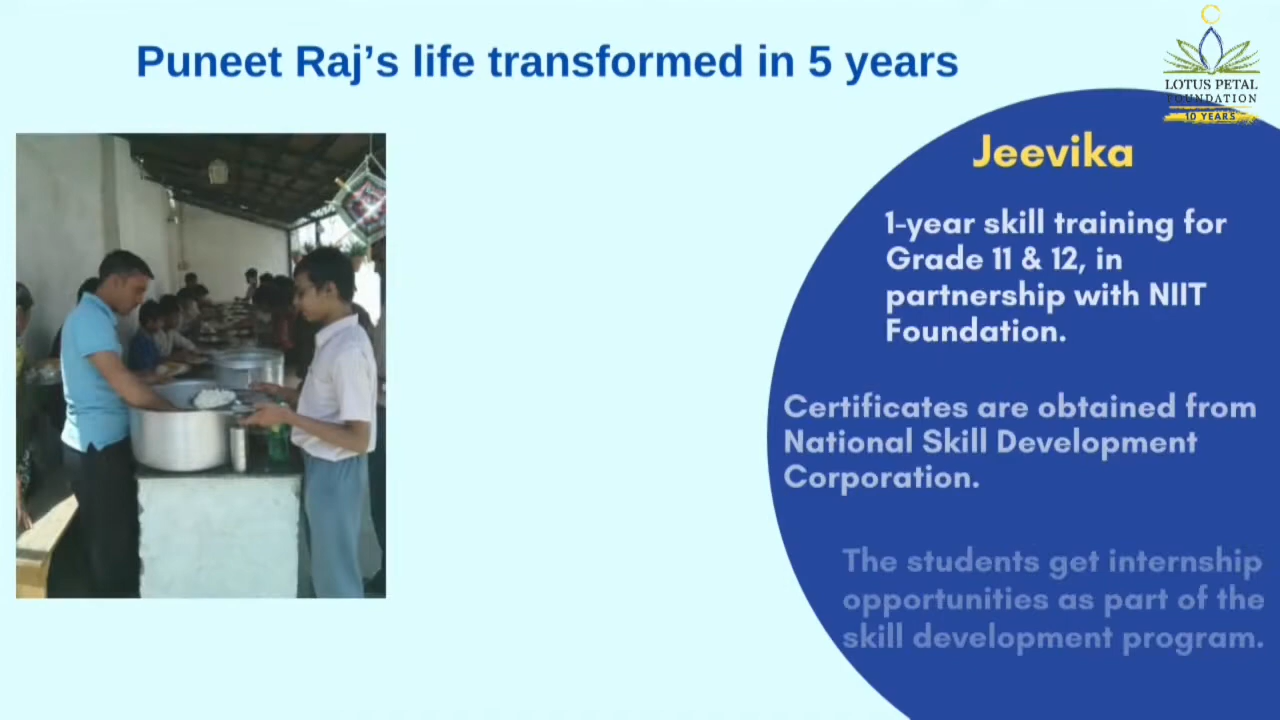 Puneet Raj's life transformed in 5 years
LOTUS PETAL
FOUNDATION
10 YEARS
Jeevika
1-year skill training for
Grade 11 & 12, in
partnership with NIIT
Foundation.
Certificates are obtained from
National Skill Development
Corporation.
The students get internship
opportunities as part of the
skill development program.